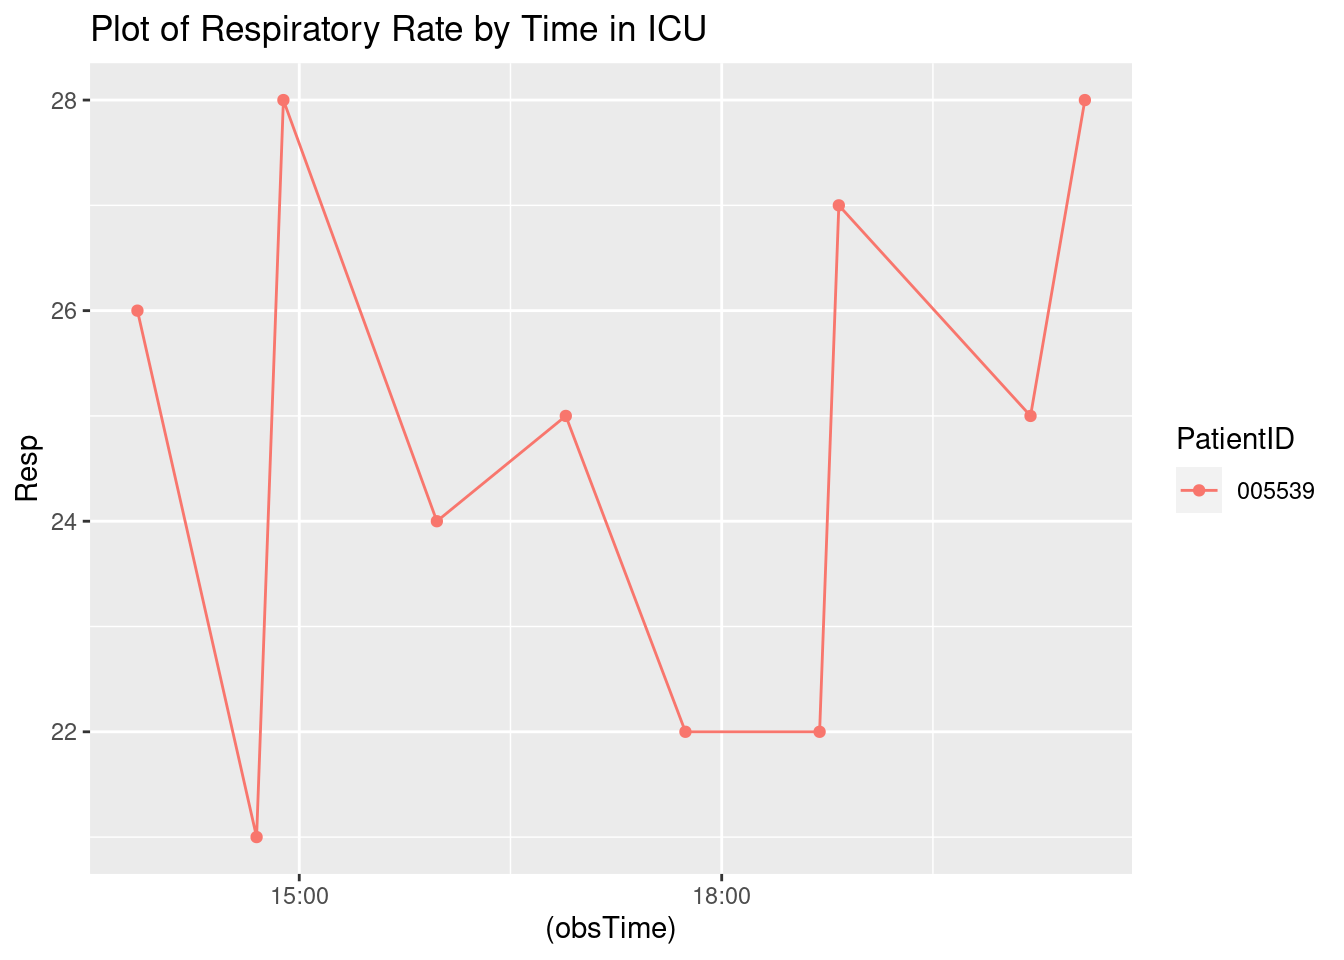 Plot of Respiratory Rate by Time in ICU
28
26
24
22
Resp
15:00
18:00
(obsTime)
PatientID
005539